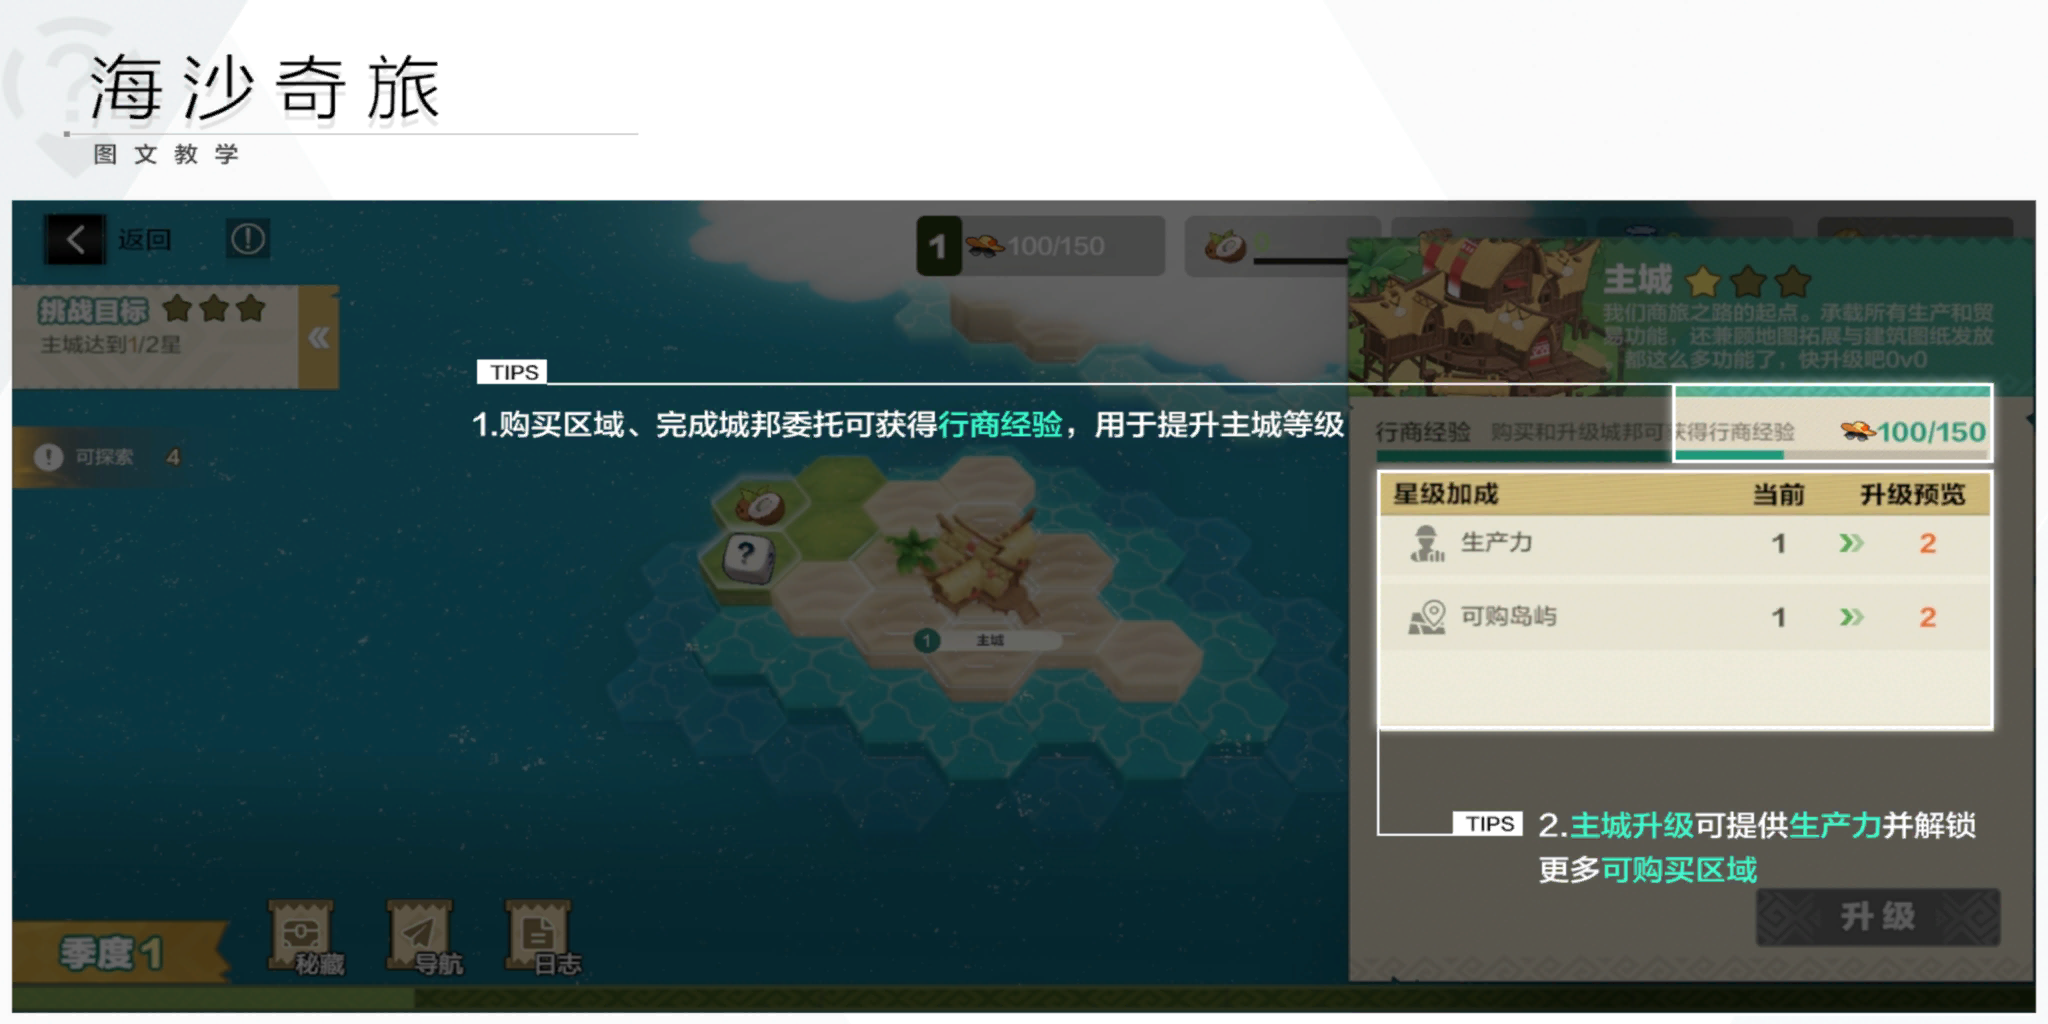 海沙奇旅
图文教学
返回
1 100/150
挑战目标
主城达到1/2星
可探索 4
主城
我们商旅之路的起点。承载所有生产和贸
易功能，还兼顾地图拓展与建筑图纸发放
都这么多功能了，快升级吧0v0
TIPS
1.购买区域、完成城邦委托可获得行商经验，用于提升主城等级
行商经验 购买和升级城邦可获得行商经验 100/150
星级加成 当前 升级预览
生产力 1 2
可购岛屿 1 2
1 主城
TIPS
2.主城升级可提供生产力并解锁
更多可购买区域
升级
季度1
秘藏
导航
日志